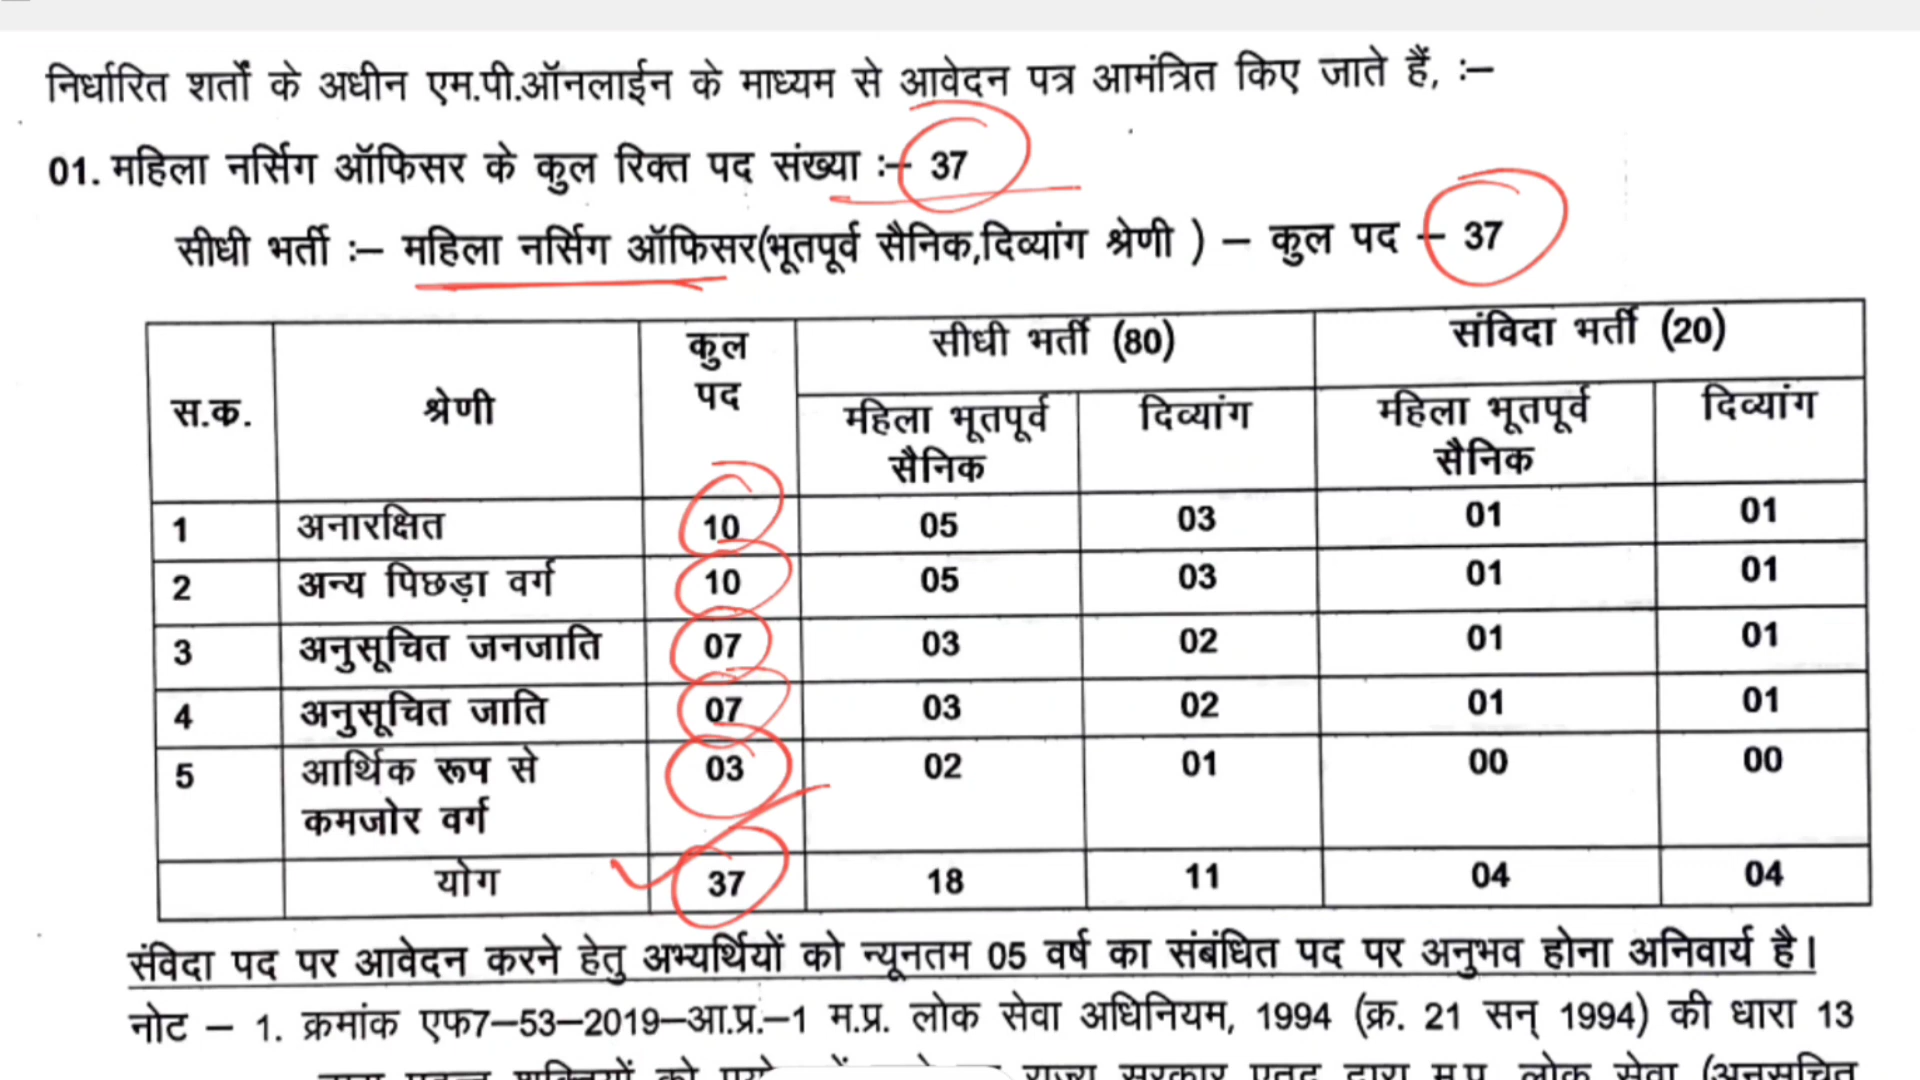 निर्धारित शर्तों के अधीन एम.पी.ऑनलाईन के माध्यम से आवेदन पत्र आमंत्रित किए जाते हैं, :–
01. महिला नर्सिग ऑफिसर के कुल रिक्त पद संख्या :– 37
सीधी भर्ती :– महिला नर्सिग ऑफिसर(भूतपूर्व सैनिक,दिव्यांग श्रेणी ) – कुल पद – 37
स.क. श्रेणी कुल पद सीधी भर्ती (80) संविदा भर्ती (20)
महिला भूतपूर्व सैनिक दिव्यांग महिला भूतपूर्व सैनिक दिव्यांग
1 अनारक्षित 10 05 03 01 01
2 अन्य पिछड़ा वर्ग 10 05 03 01 01
3 अनुसूचित जनजाति 07 03 02 01 01
4 अनुसूचित जाति 07 03 02 01 01
5 आर्थिक रूप से कमजोर वर्ग 03 02 01 00 00
योग 37 18 11 04 04
संविदा पद पर आवेदन करने हेतु अभ्यर्थियों को न्यूनतम 05 वर्ष का संबंधित पद पर अनुभव होना अनिवार्य है।
नोट – 1. क्रमांक एफ7–53–2019–आ.प्र.–1 म.प्र. लोक सेवा अधिनियम, 1994 (क्र. 21 सन् 1994) की धारा 13
राज्य सरकार एतद द्वारा म.प्र. लोक सेवा (अनुसूचित